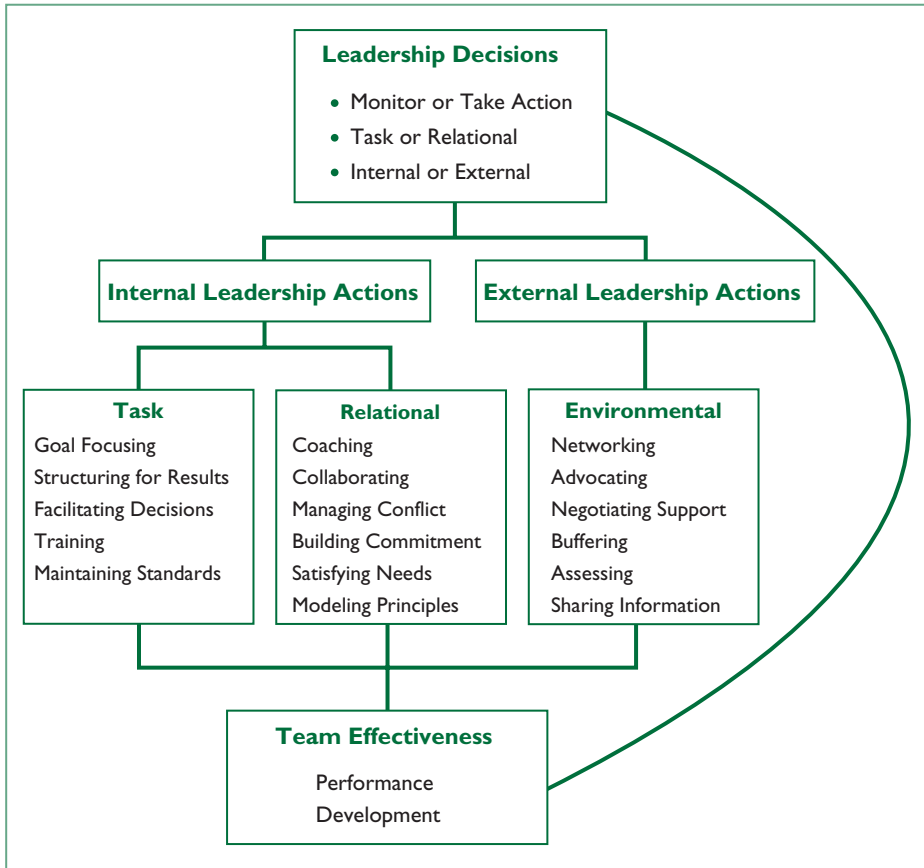 Leadership Decisions
• Monitor or Take Action
• Task or Relational
• Internal or External
Internal Leadership Actions
External Leadership Actions
Task
Goal Focusing
Structuring for Results
Facilitating Decisions
Training
Maintaining Standards
Relational
Coaching
Collaborating
Managing Conflict
Building Commitment
Satisfying Needs
Modeling Principles
Environmental
Networking
Advocating
Negotiating Support
Buffering
Assessing
Sharing Information
Team Effectiveness
Performance
Development